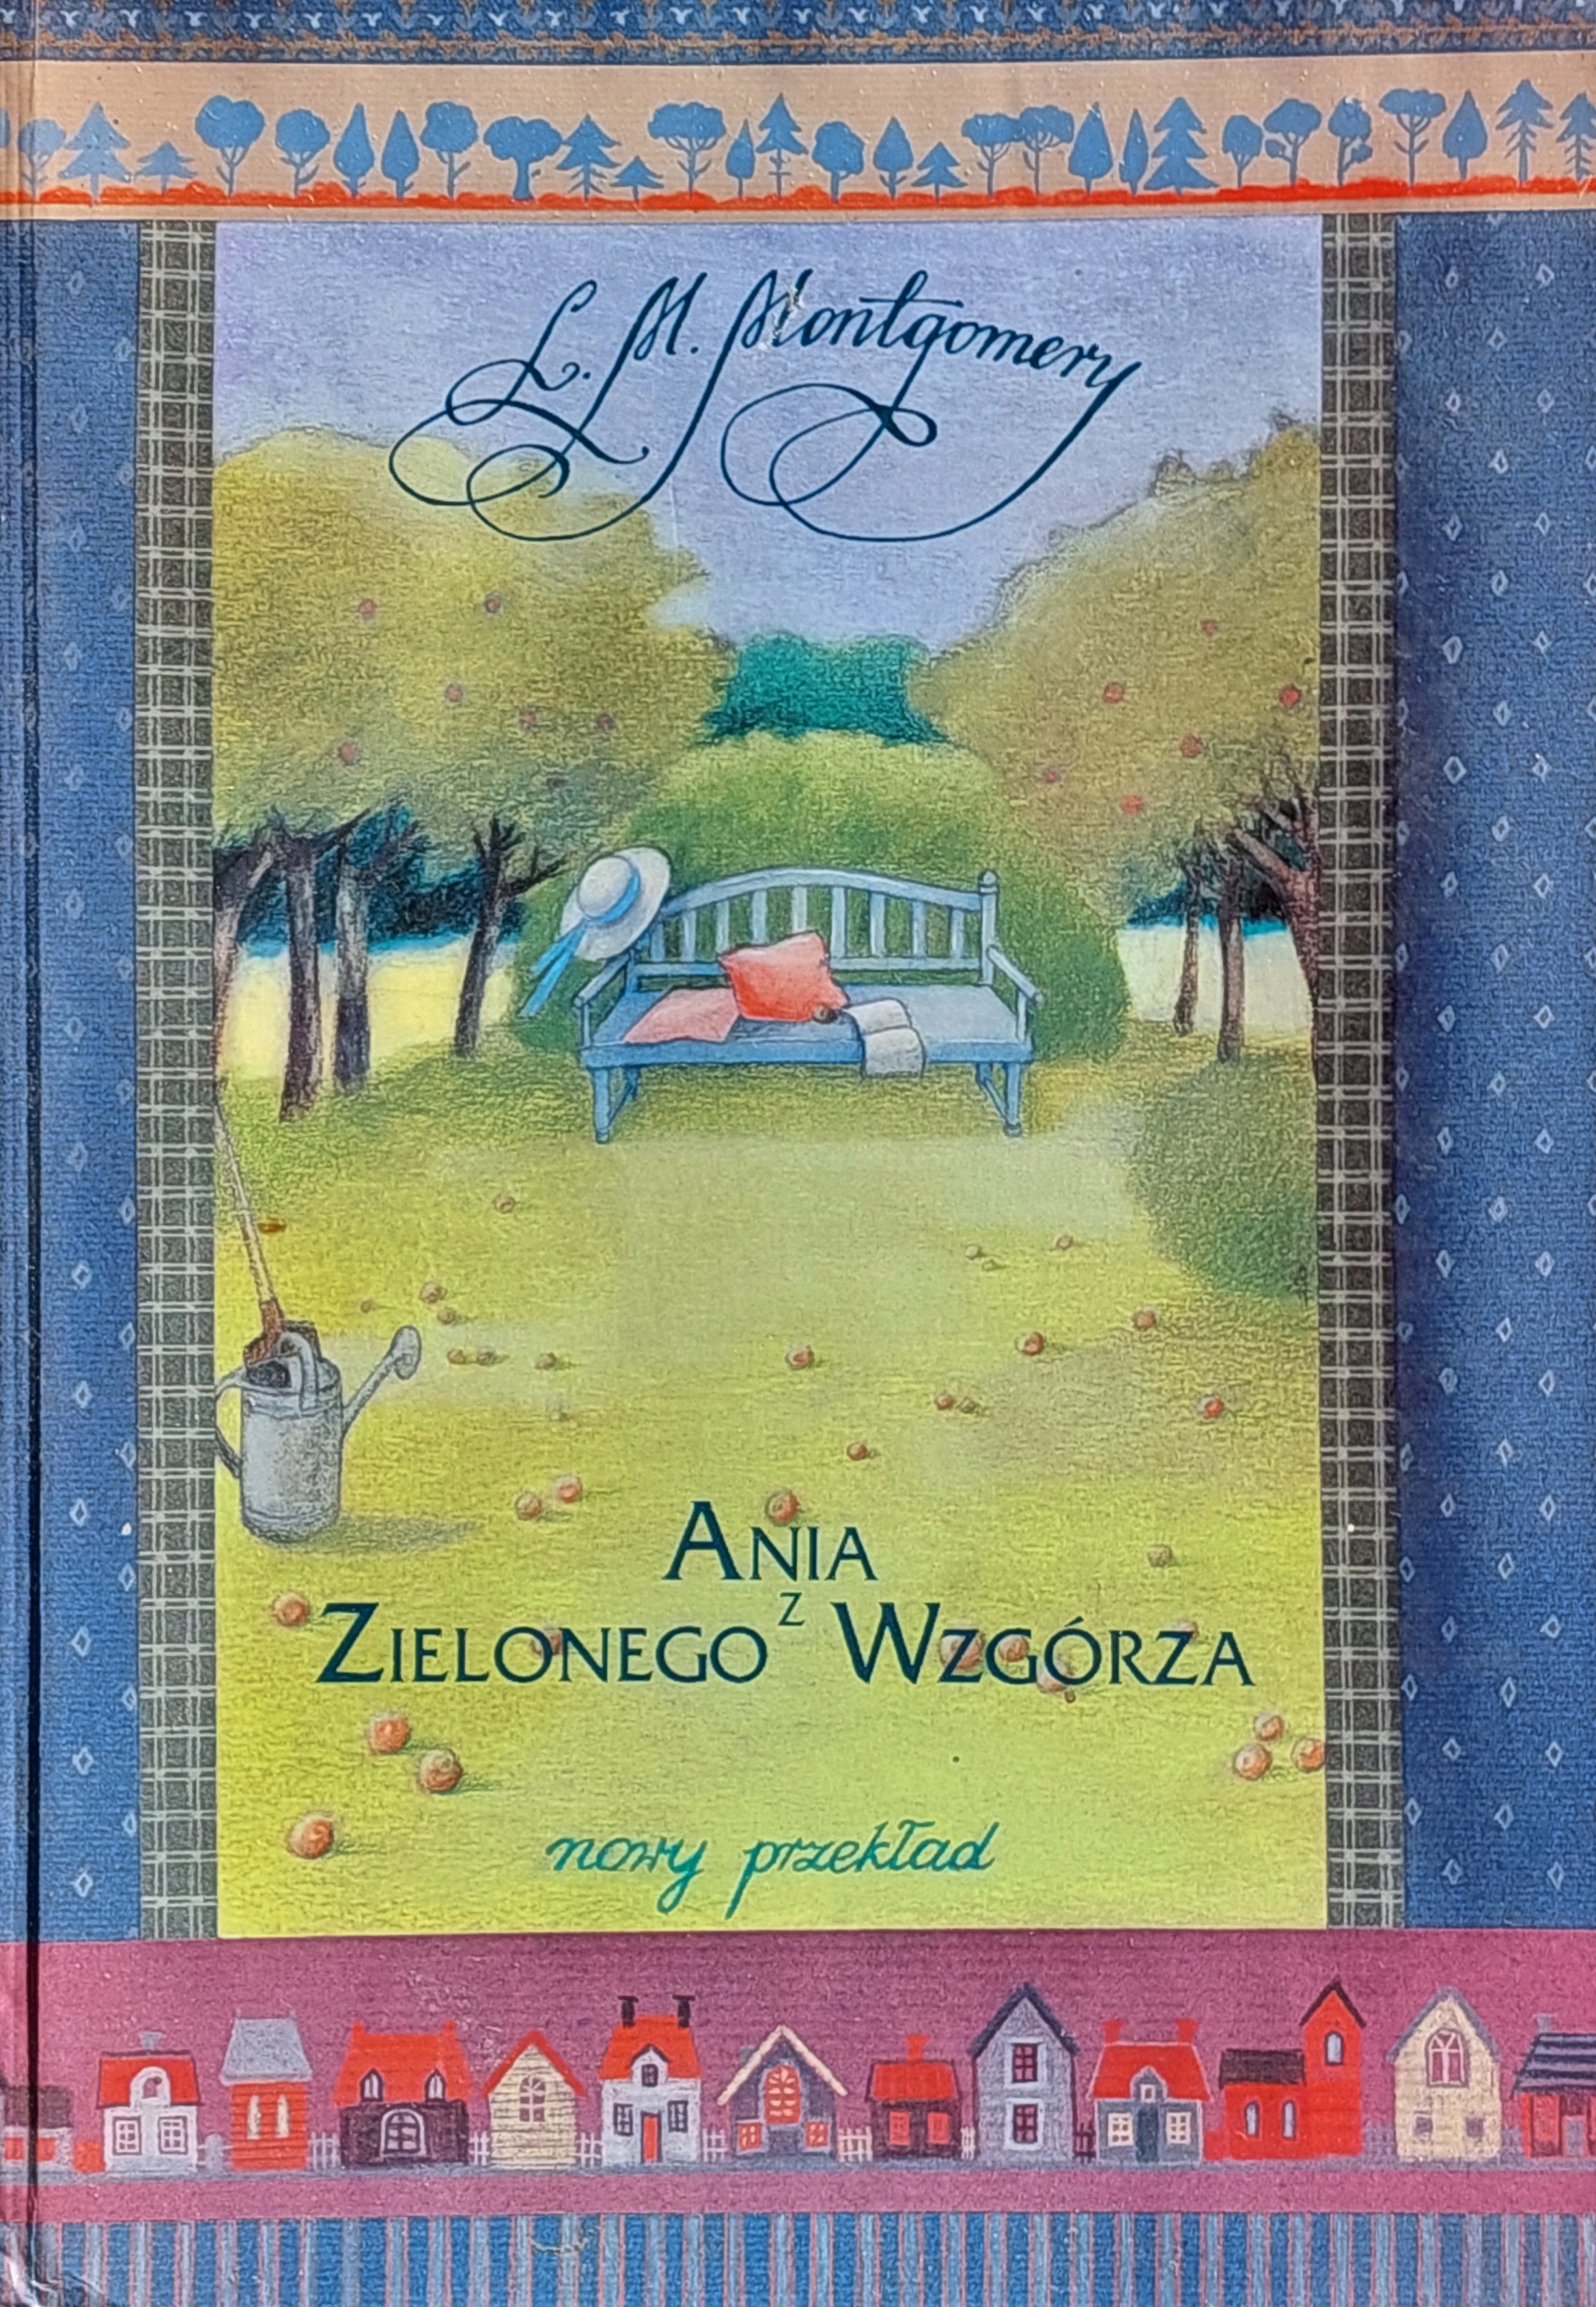 L. M. Montgomery
Ania
z
Zielonego Wzgórza
nowy przekład